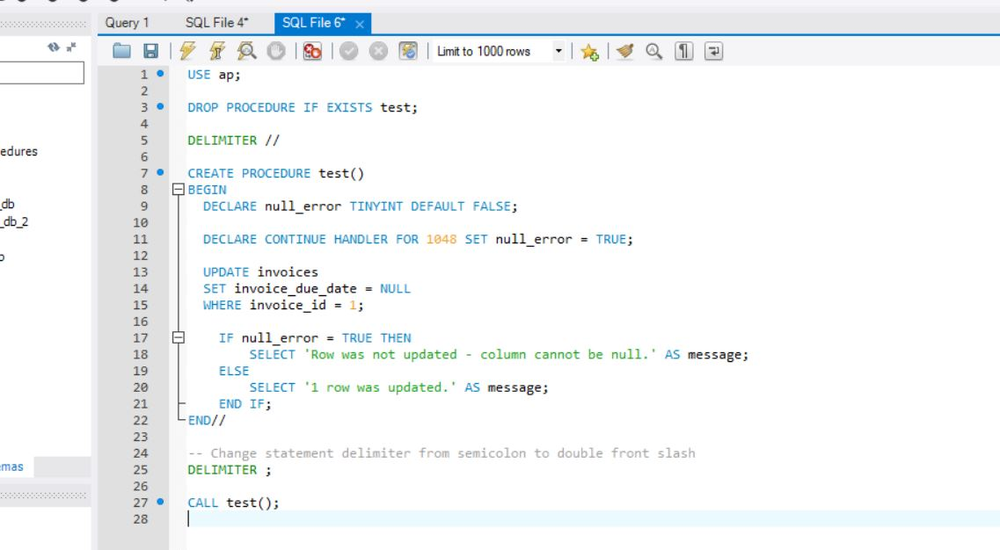 Query 1 SQL File 4* SQL File 6* ×
Limit to 1000 rows
1 USE ap;
2
3 DROP PROCEDURE IF EXISTS test;
4
5 DELIMITER //
6
7 CREATE PROCEDURE test()
8 BEGIN
9 DECLARE null_error TINYINT DEFAULT FALSE;
10
11 DECLARE CONTINUE HANDLER FOR 1048 SET null_error = TRUE;
12
13 UPDATE invoices
14 SET invoice_due_date = NULL
15 WHERE invoice_id = 1;
16
17 IF null_error = TRUE THEN
18 SELECT 'Row was not updated - column cannot be null.' AS message;
19 ELSE
20 SELECT '1 row was updated.' AS message;
21 END IF;
22 END//
23
24 -- Change statement delimiter from semicolon to double front slash
25 DELIMITER ;
26
27 CALL test();
28
edures
_db
_db_2
emas